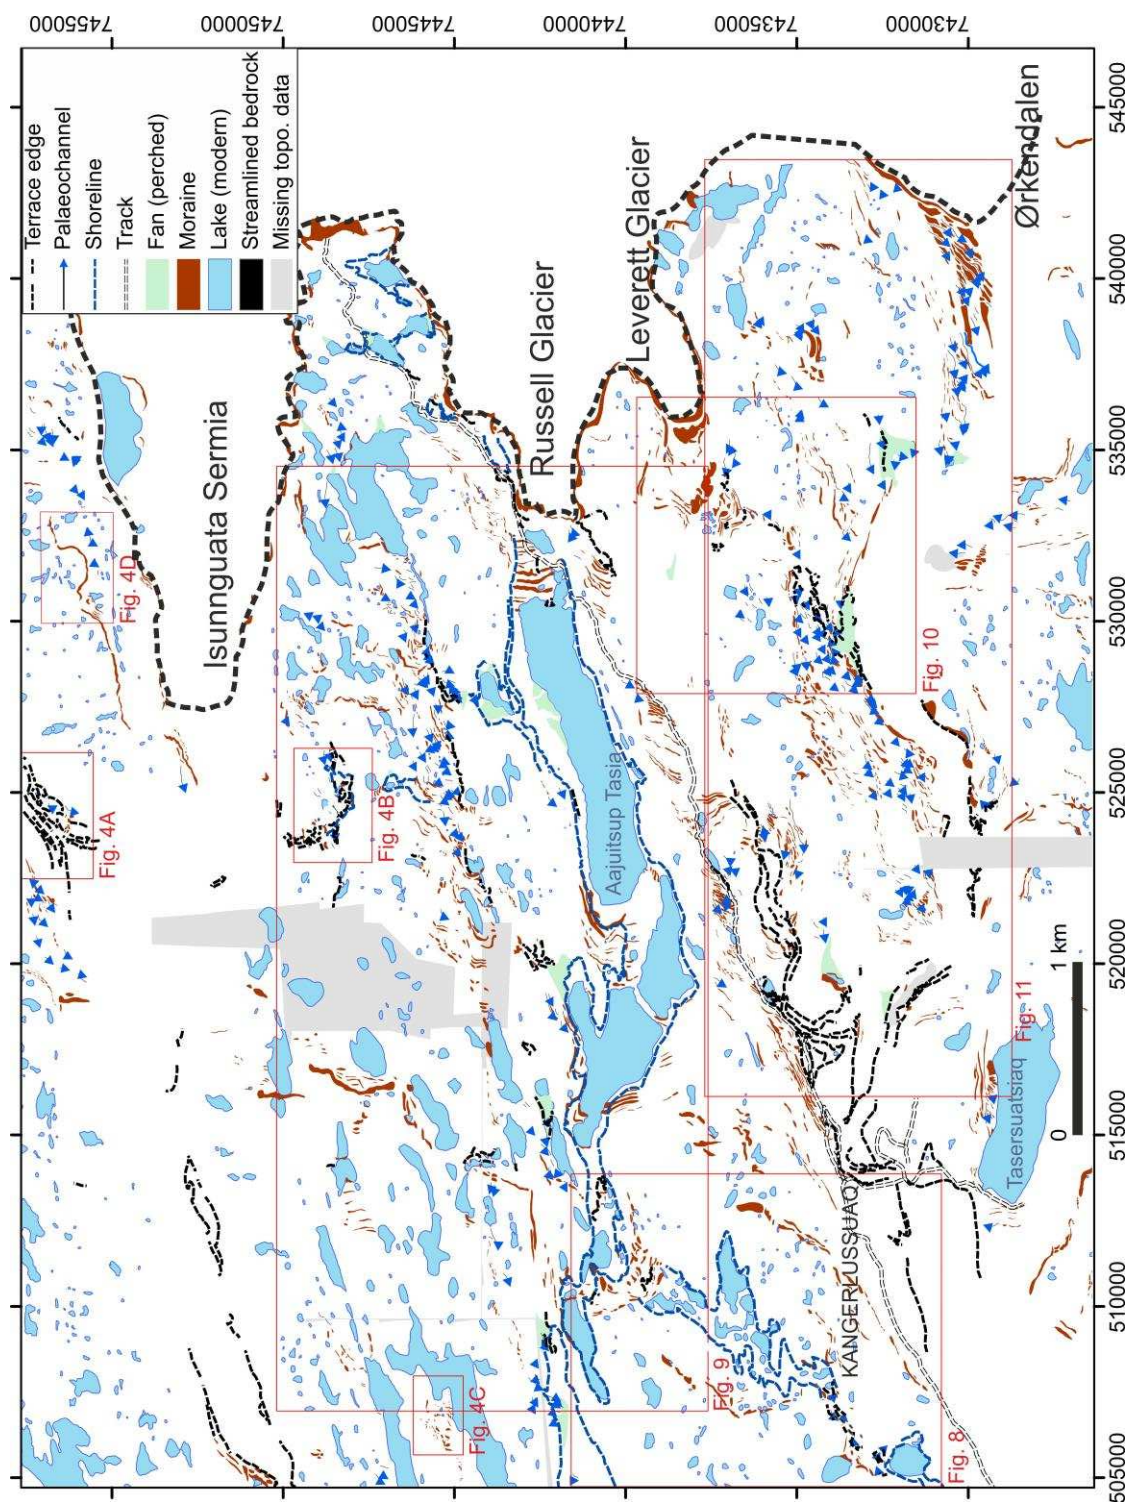 7455000
7450000
7445000
7440000
7435000
7430000
Terrace edge
Palaeochannel
Shoreline
Track
Fan (perched)
Moraine
Lake (modern)
Streamlined bedrock
Missing topo. data
545000
540000
535000
530000
525000
520000
515000
510000
505000
Isunnguata Sermia
Russell Glacier
Leverett Glacier
Ørkendalen
Aajuitsup Tasia
Tasersuatsiaq
KANGERLUSSUAQ
Fig. 4A
Fig. 4B
Fig. 4C
Fig. 4D
Fig. 8
Fig. 9
Fig. 10
Fig. 11
0 1 km